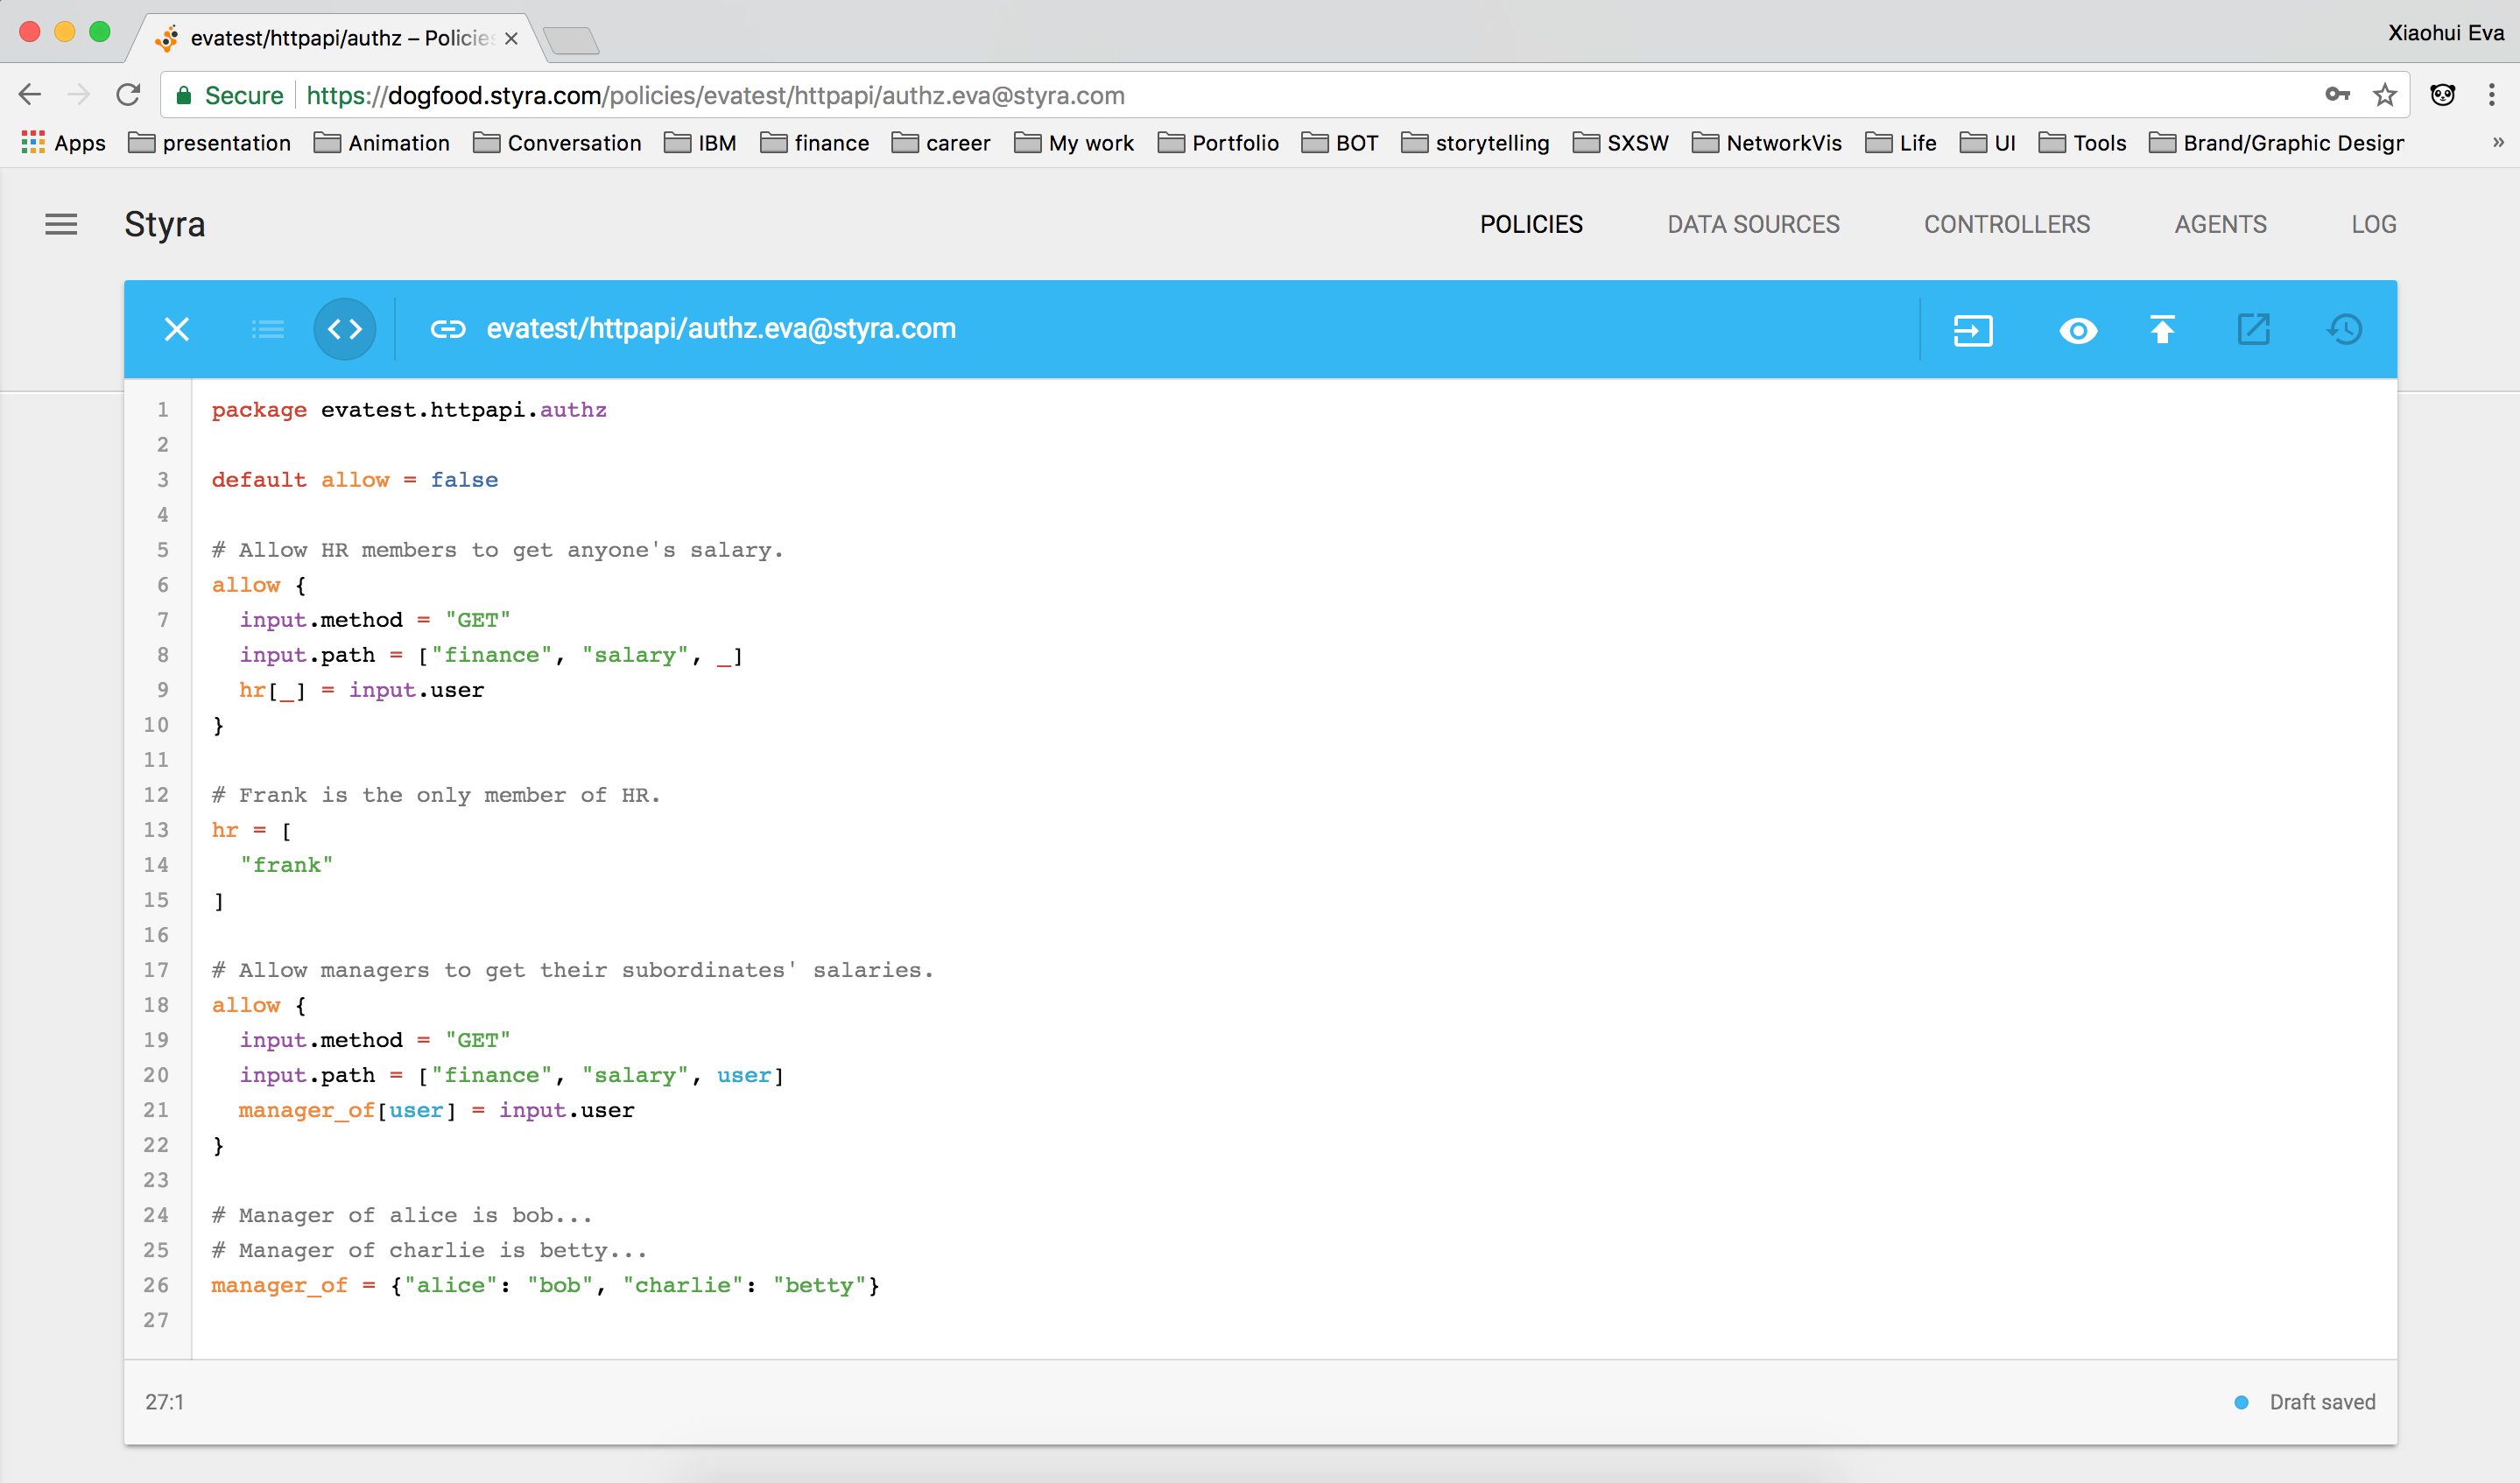 evatest/httpapi/authz – Policies
Xiaohui Eva
Secure https://dogfood.styra.com/policies/evatest/httpapi/authz.eva@styra.com
Apps presentation Animation Conversation IBM finance career My work Portfolio BOT storytelling SXSW NetworkVis Life UI Tools Brand/Graphic Design »
Styra POLICIES DATA SOURCES CONTROLLERS AGENTS LOG
evatest/httpapi/authz.eva@styra.com
1 package evatest.httpapi.authz
2
3 default allow = false
4
5 # Allow HR members to get anyone's salary.
6 allow {
7   input.method = "GET"
8   input.path = ["finance", "salary", _]
9   hr[_] = input.user
10 }
11
12 # Frank is the only member of HR.
13 hr = [
14   "frank"
15 ]
16
17 # Allow managers to get their subordinates' salaries.
18 allow {
19   input.method = "GET"
20   input.path = ["finance", "salary", user]
21   manager_of[user] = input.user
22 }
23
24 # Manager of alice is bob...
25 # Manager of charlie is betty...
26 manager_of = {"alice": "bob", "charlie": "betty"}
27
27:1 Draft saved